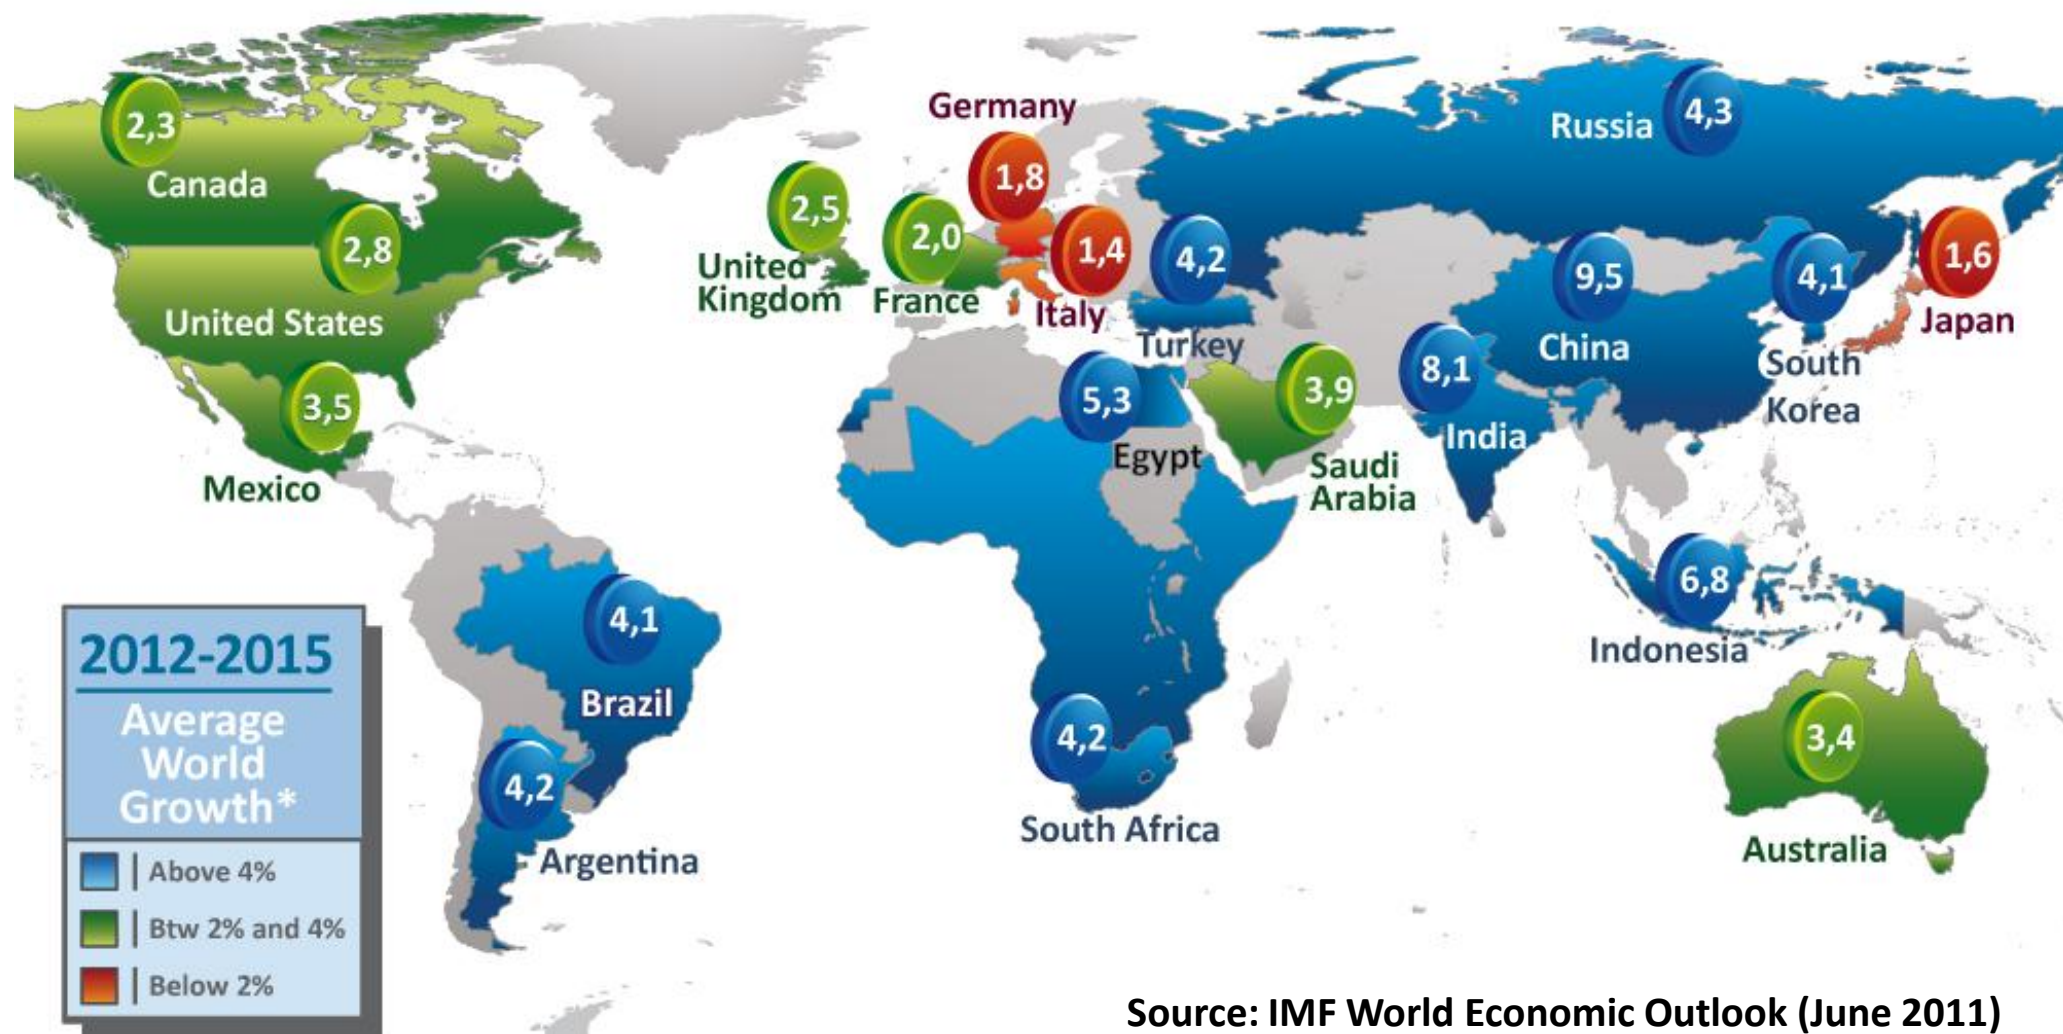 Germany
4,3
Russia
2,3
Canada
1,8
2,5
2,0
2,8
1,4
4,2
9,5
4,1
1,6
United
Kingdom
France
Italy
United States
Turkey
China
South
Korea
Japan
3,5
5,3
3,9
8,1
India
Egypt
Saudi
Arabia
Mexico
6,8
Indonesia
4,1
Brazil
4,2
Argentina
4,2
South Africa
3,4
Australia
2012-2015
Average
World
Growth*
Above 4%
Btw 2% and 4%
Below 2%
Source: IMF World Economic Outlook (June 2011)